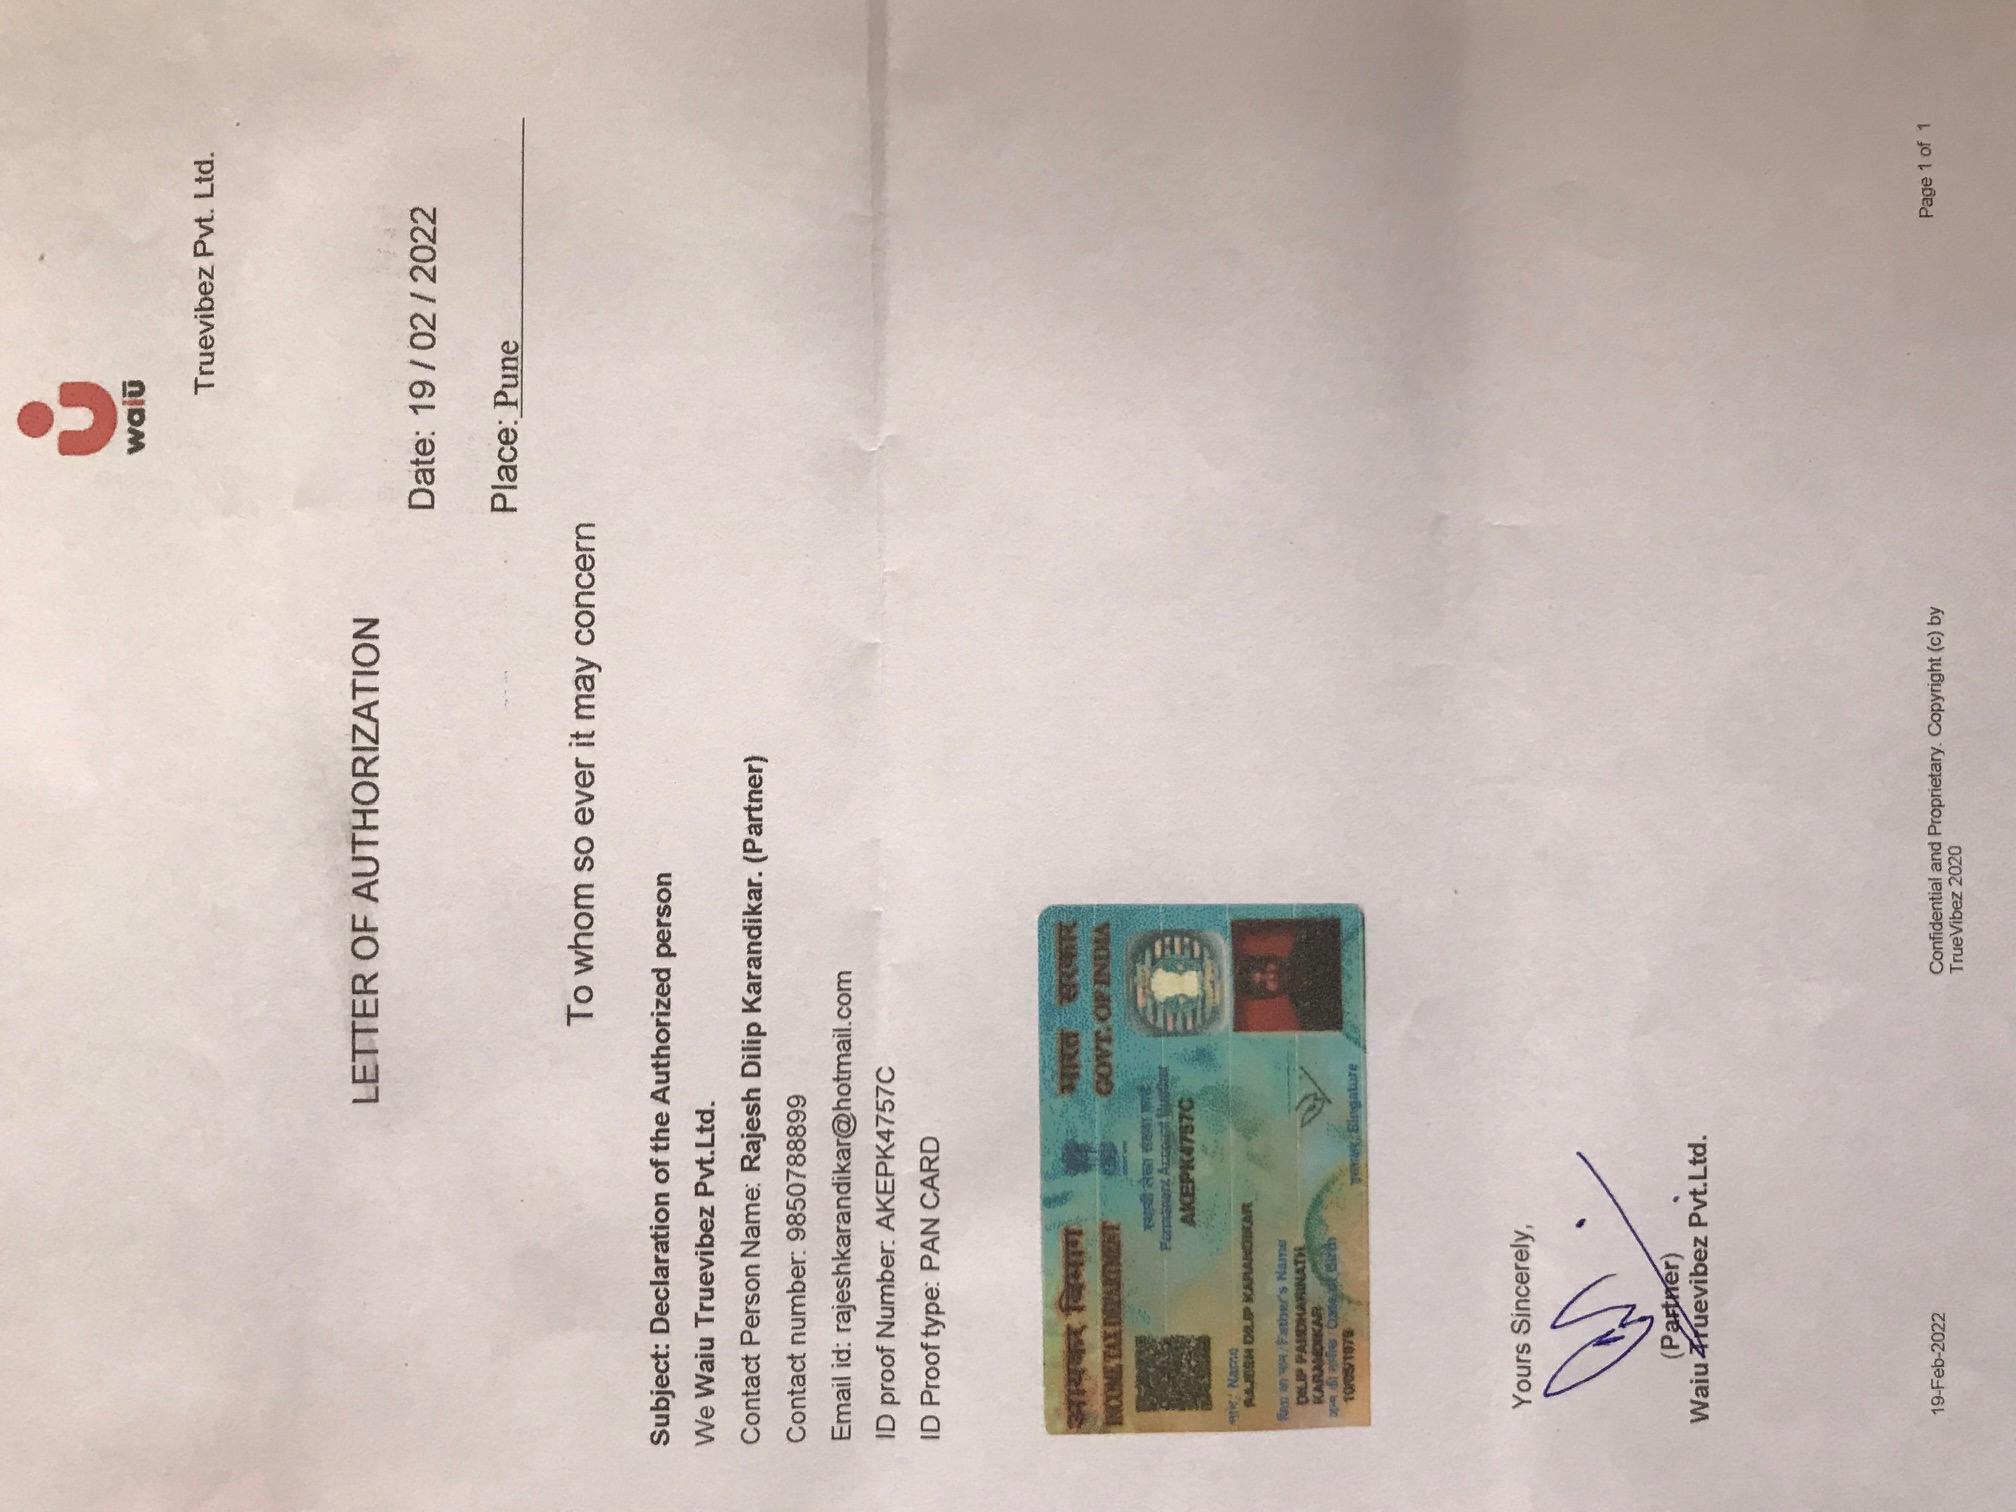 waiū
Truevibez Pvt. Ltd.
LETTER OF AUTHORIZATION
Date: 19 / 02 / 2022
Place: Pune
To whom so ever it may concern
Subject: Declaration of the Authorized person
We Waiu Truevibez Pvt.Ltd.
Contact Person Name: Rajesh Dilip Karandikar. (Partner)
Contact number: 9850788899
Email id: rajeshkarandikar@hotmail.com
ID proof Number: AKEPK4757C
ID Proof type: PAN CARD
आयकर विभाग
भारत सरकार
INCOME TAX DEPARTMENT
GOVT. OF INDIA
स्थायी लेखा संख्या कार्ड
Permanent Account Number
AKEPK4757C
नाम / Name
RAJESH DILIP KARANDIKAR
पिता का नाम / Father's Name
DILIP PANDHARINATH
KARANDIKAR
जन्म की तारीख / Date of Birth
Singature
Yours Sincerely,
(Partner)
Waiu Truevibez Pvt.Ltd.
19-Feb-2022
Confidential and Proprietary. Copyright (c) by
TrueVibez 2020
Page 1 of 1